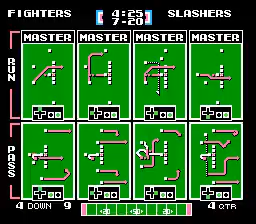 FIGHTERS 4:25 SLASHERS
7-20
MASTER MASTER MASTER MASTER
RUN
PASS
4 DOWN 9 4 QTR
-20 -50- 20-